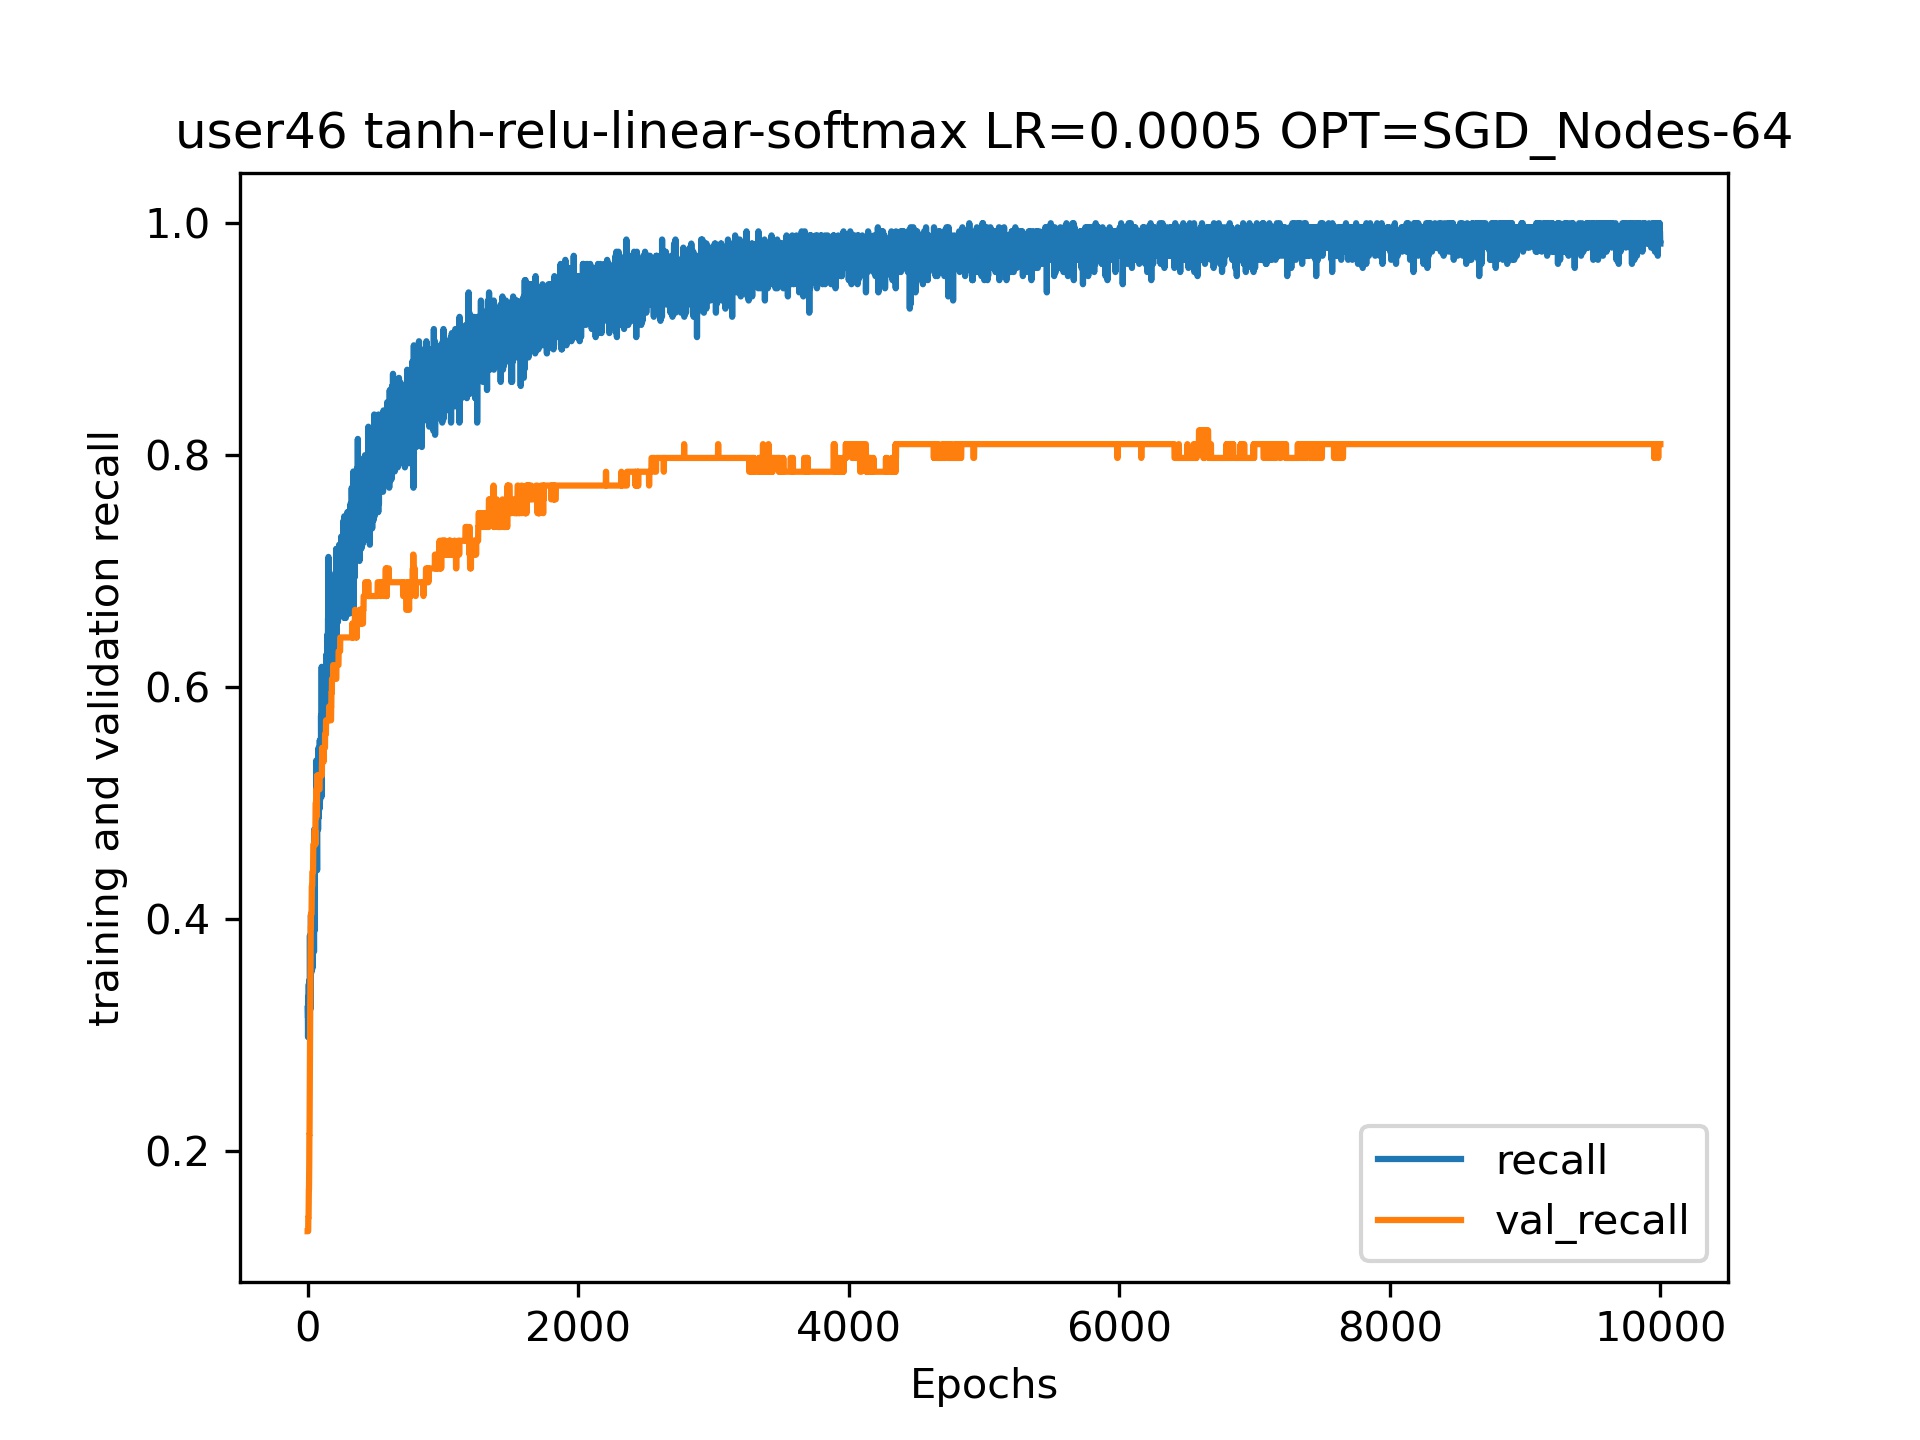 user46 tanh-relu-linear-softmax LR=0.0005 OPT=SGD_Nodes-64
training and validation recall
1.0
0.8
0.6
0.4
0.2
0 2000 4000 6000 8000 10000
Epochs
recall
val_recall